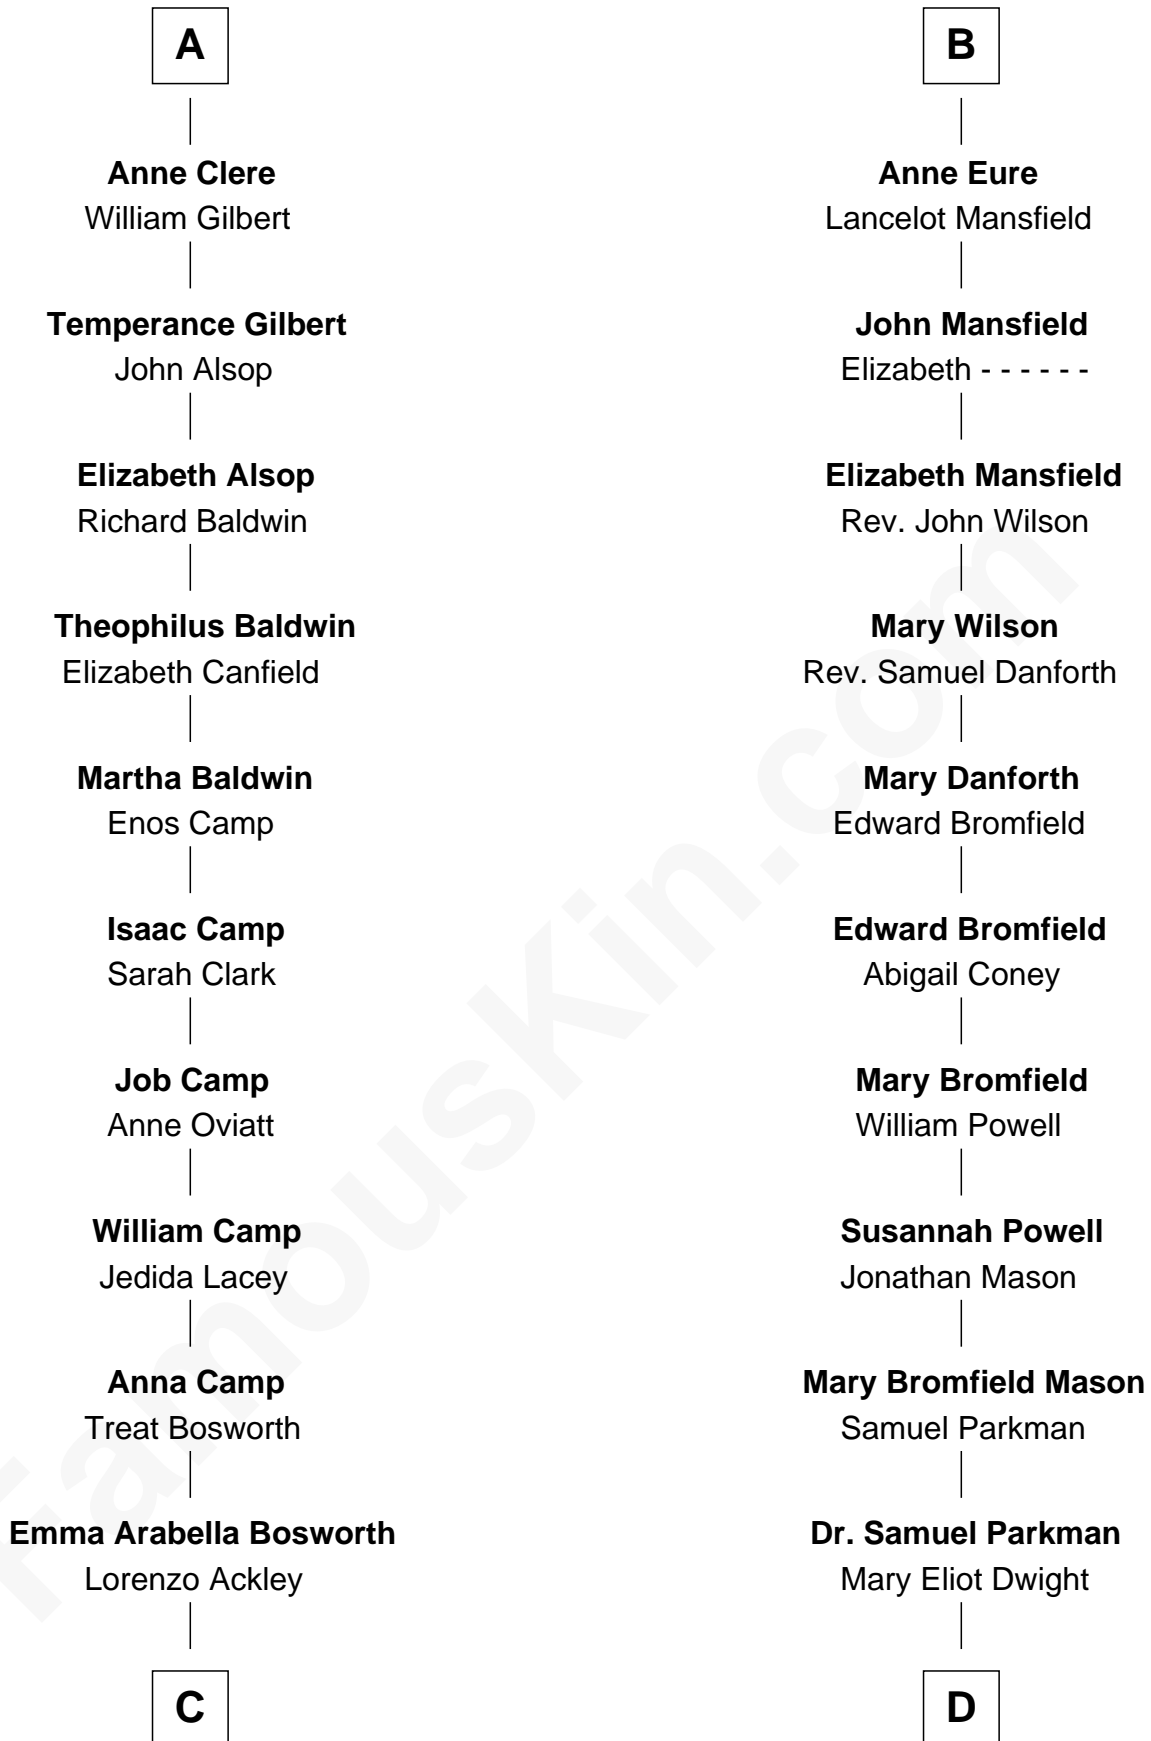 A
Anne Clere
William Gilbert
Temperance Gilbert
John Alsop
Elizabeth Alsop
Richard Baldwin
Theophilus Baldwin
Elizabeth Canfield
Martha Baldwin
Enos Camp
Isaac Camp
Sarah Clark
Job Camp
Anne Oviatt
William Camp
Jedida Lacey
Anna Camp
Treat Bosworth
Emma Arabella Bosworth
Lorenzo Ackley
C
B
Anne Eure
Lancelot Mansfield
John Mansfield
Elizabeth - - - - - -
Elizabeth Mansfield
Rev. John Wilson
Mary Wilson
Rev. Samuel Danforth
Mary Danforth
Edward Bromfield
Edward Bromfield
Abigail Coney
Mary Bromfield
William Powell
Susannah Powell
Jonathan Mason
Mary Bromfield Mason
Samuel Parkman
Dr. Samuel Parkman
Mary Eliot Dwight
D
FamousKin.com